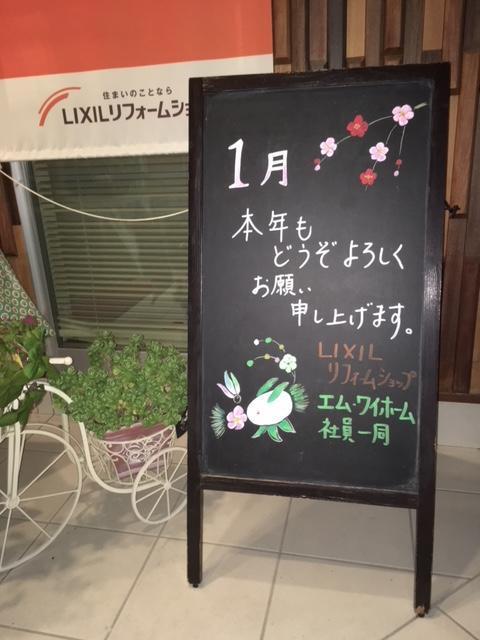 住まいのことなら
LIXILリフォームショ
1月
本年も
どうぞよろしく
お願い
申し上げます。
LIXIL
リフォームショップ
エム・ワイホーム
社員一同